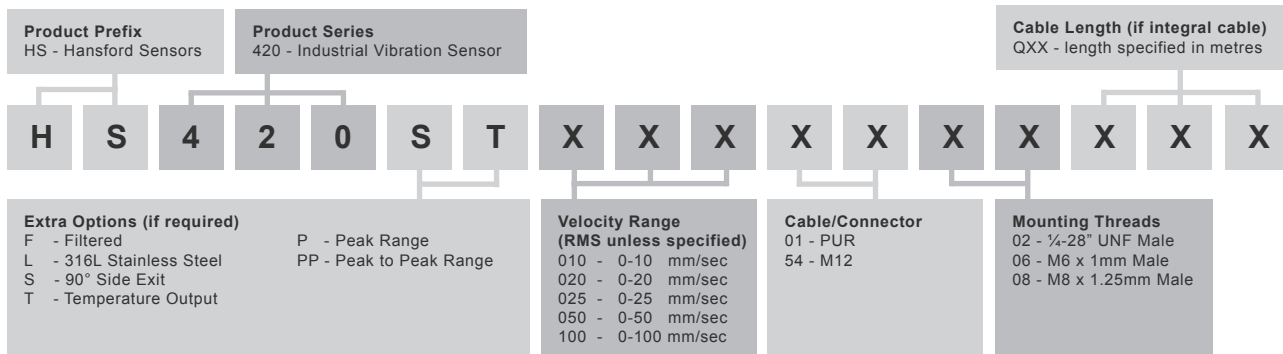 Product Prefix
HS - Hansford Sensors
Product Series
420 - Industrial Vibration Sensor
Cable Length (if integral cable)
QXX - length specified in metres
H S 4 2 0 S T X X X X X X X X X X
Extra Options (if required)
F - Filtered
L - 316L Stainless Steel
S - 90° Side Exit
T - Temperature Output
P - Peak Range
PP - Peak to Peak Range
Velocity Range
(RMS unless specified)
010 - 0-10 mm/sec
020 - 0-20 mm/sec
025 - 0-25 mm/sec
050 - 0-50 mm/sec
100 - 0-100 mm/sec
Cable/Connector
01 - PUR
54 - M12
Mounting Threads
02 - ¼-28” UNF Male
06 - M6 x 1mm Male
08 - M8 x 1.25mm Male